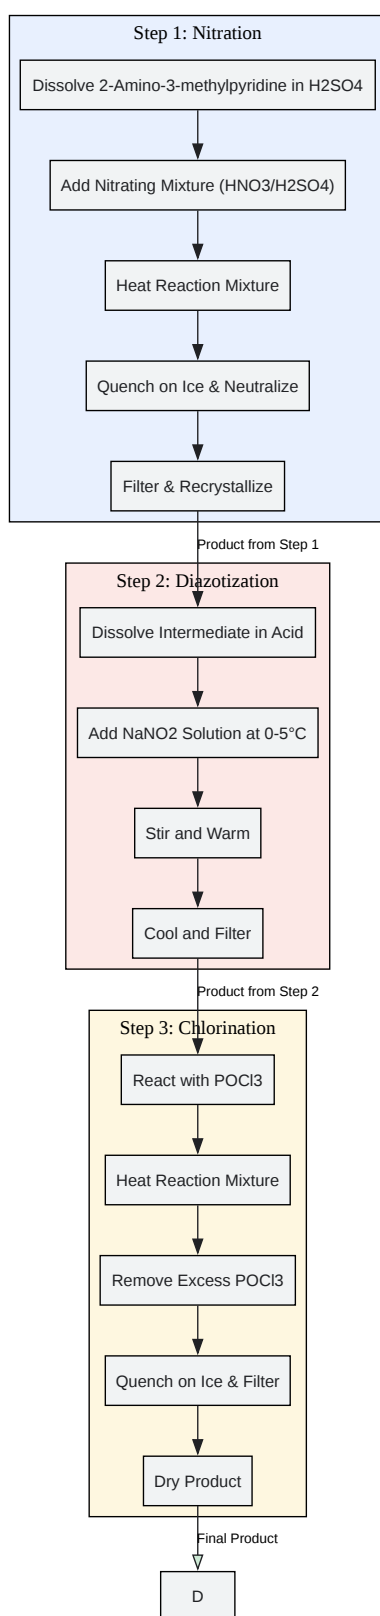 Step 1: Nitration
Dissolve 2-Amino-3-methylpyridine in H2SO4
Add Nitrating Mixture (HNO3/H2SO4)
Heat Reaction Mixture
Quench on Ice & Neutralize
Filter & Recrystallize
Product from Step 1
Step 2: Diazotization
Dissolve Intermediate in Acid
Add NaNO2 Solution at 0-5°C
Stir and Warm
Cool and Filter
Product from Step 2
Step 3: Chlorination
React with POCl3
Heat Reaction Mixture
Remove Excess POCl3
Quench on Ice & Filter
Dry Product
Final Product
D